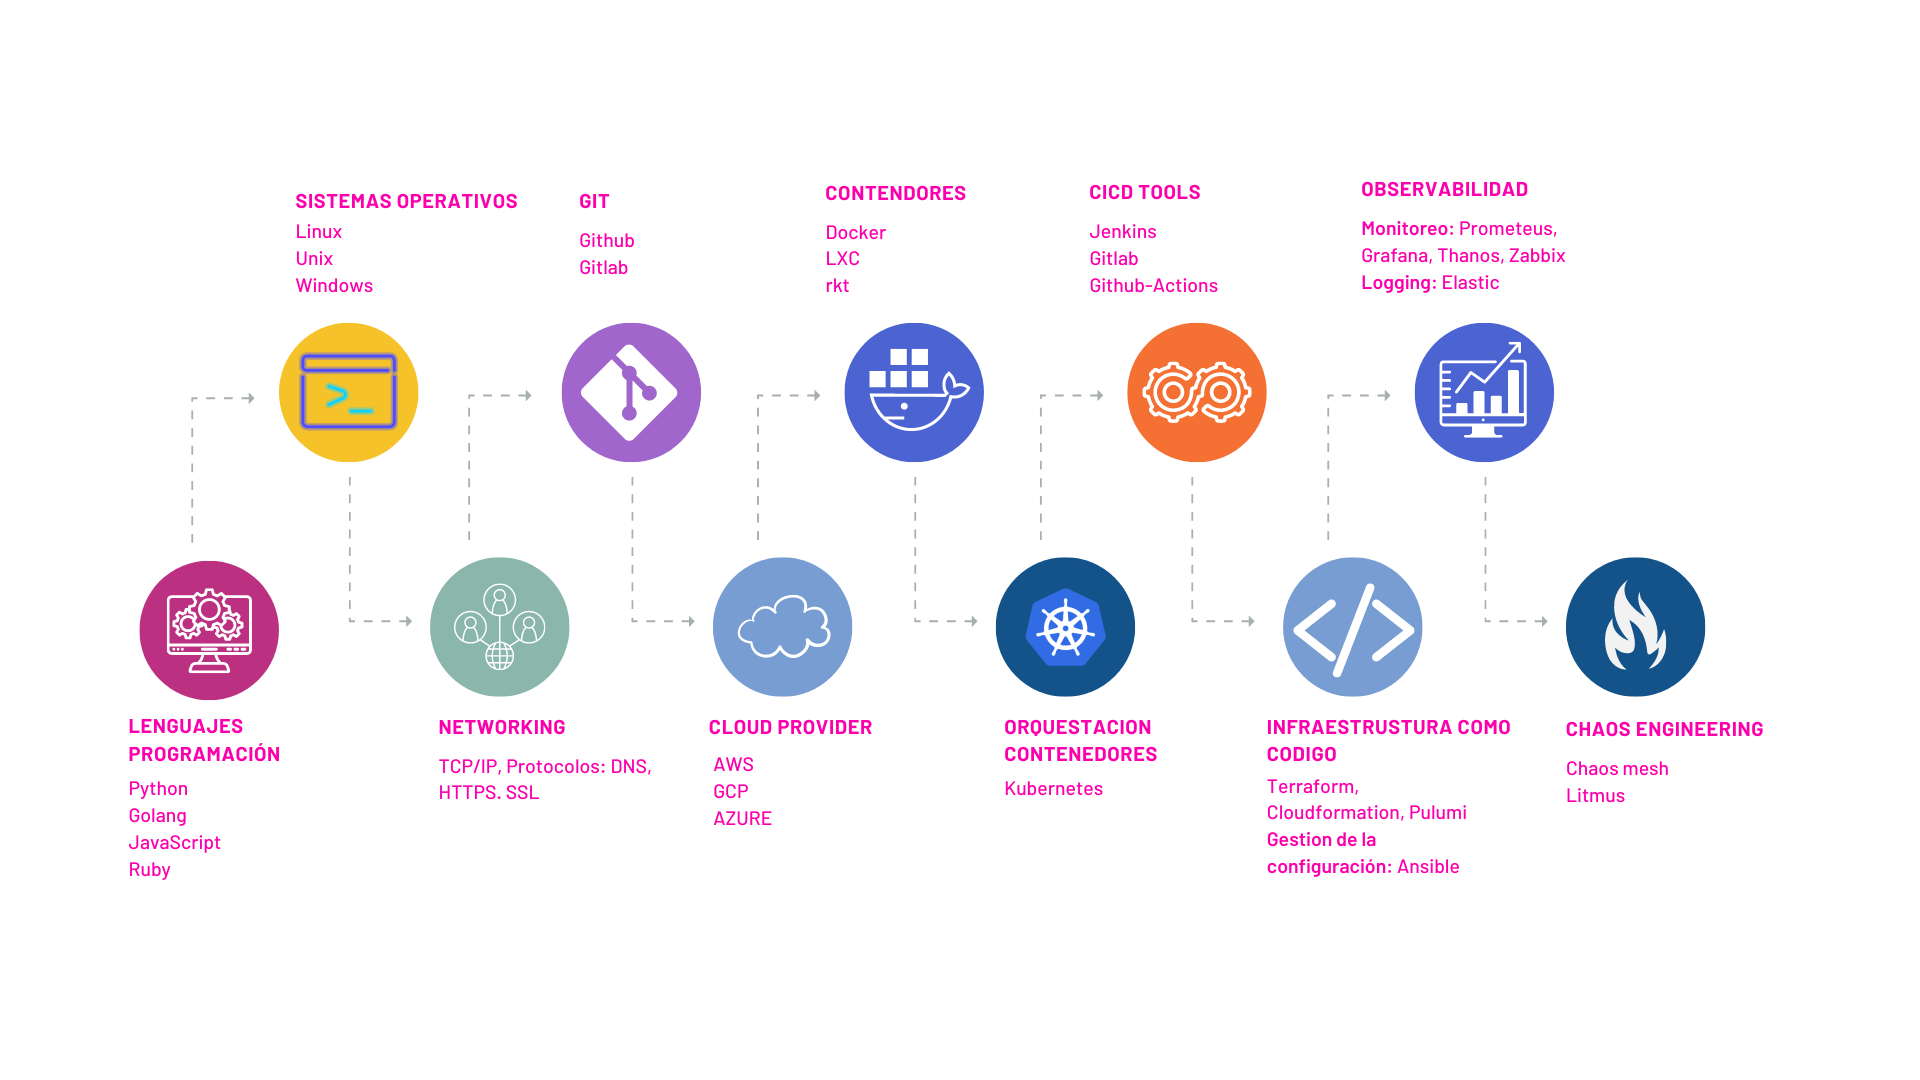 SISTEMAS OPERATIVOS
Linux
Unix
Windows
GIT
Github
Gitlab
CONTENDORES
Docker
LXC
rkt
CICD TOOLS
Jenkins
Gitlab
Github-Actions
OBSERVABILIDAD
Monitoreo: Prometeus,
Grafana, Thanos, Zabbix
Logging: Elastic
>_
</>
LENGUAJES
PROGRAMACIÓN
Python
Golang
JavaScript
Ruby
NETWORKING
TCP/IP, Protocolos: DNS,
HTTPS. SSL
CLOUD PROVIDER
AWS
GCP
AZURE
ORQUESTACION
CONTENEDORES
Kubernetes
INFRAESTRUSTURA COMO
CODIGO
Terraform,
Cloudformation, Pulumi
Gestion de la
configuración: Ansible
CHAOS ENGINEERING
Chaos mesh
Litmus